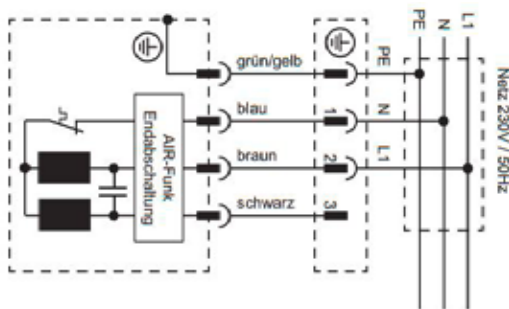 PE
N
L1
grün/gelb
PE
blau
1
N
braun
2
L1
schwarz
3
AIR-Funk
Endabschaltung
Netz 230V / 50Hz